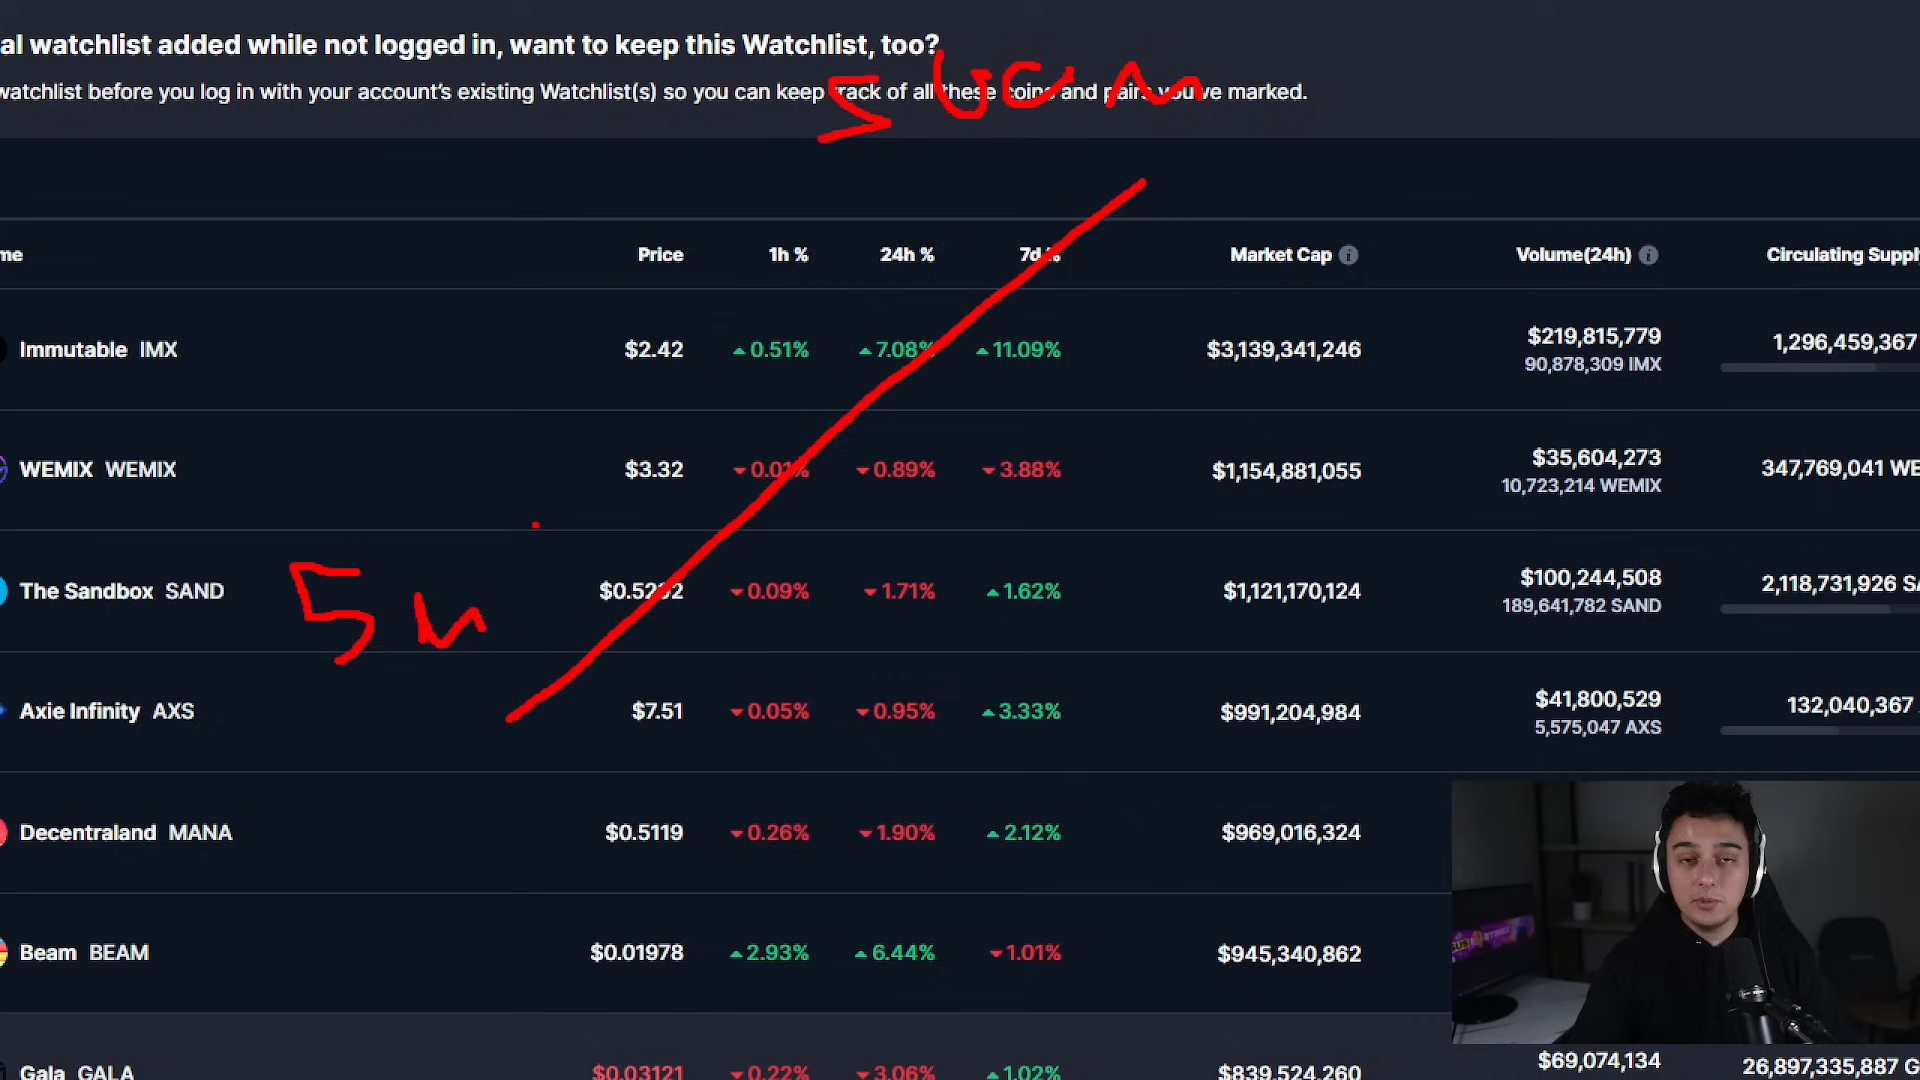 al watchlist added while not logged in, want to keep this Watchlist, too?
watchlist before you log in with your account's existing Watchlist(s) so you can keep track of all these coins and pairs you've marked.
me Price 1h % 24h % 7d % Market Cap Volume(24h) Circulating Suppl
Immutable IMX $2.42 0.51% 7.08% 11.09% $3,139,341,246 $219,815,779 1,296,459,367
90,878,309 IMX
WEMIX WEMIX $3.32 0.01% 0.89% 3.88% $1,154,881,055 $35,604,273 347,769,041 WE
10,723,214 WEMIX
The Sandbox SAND 5 $0.5292 0.09% 1.71% 1.62% $1,121,170,124 $100,244,508 2,118,731,926 SA
189,641,782 SAND
Axie Infinity AXS $7.51 0.05% 0.95% 3.33% $991,204,984 $41,800,529 132,040,367
5,575,047 AXS
Decentraland MANA $0.5119 0.26% 1.90% 2.12% $969,016,324
Beam BEAM $0.01978 2.93% 6.44% 1.01% $945,340,862
Gala GALA $0.03121 0.22% 3.06% 1.02% $839,524,260 $69,074,134 26,897,335,887 G